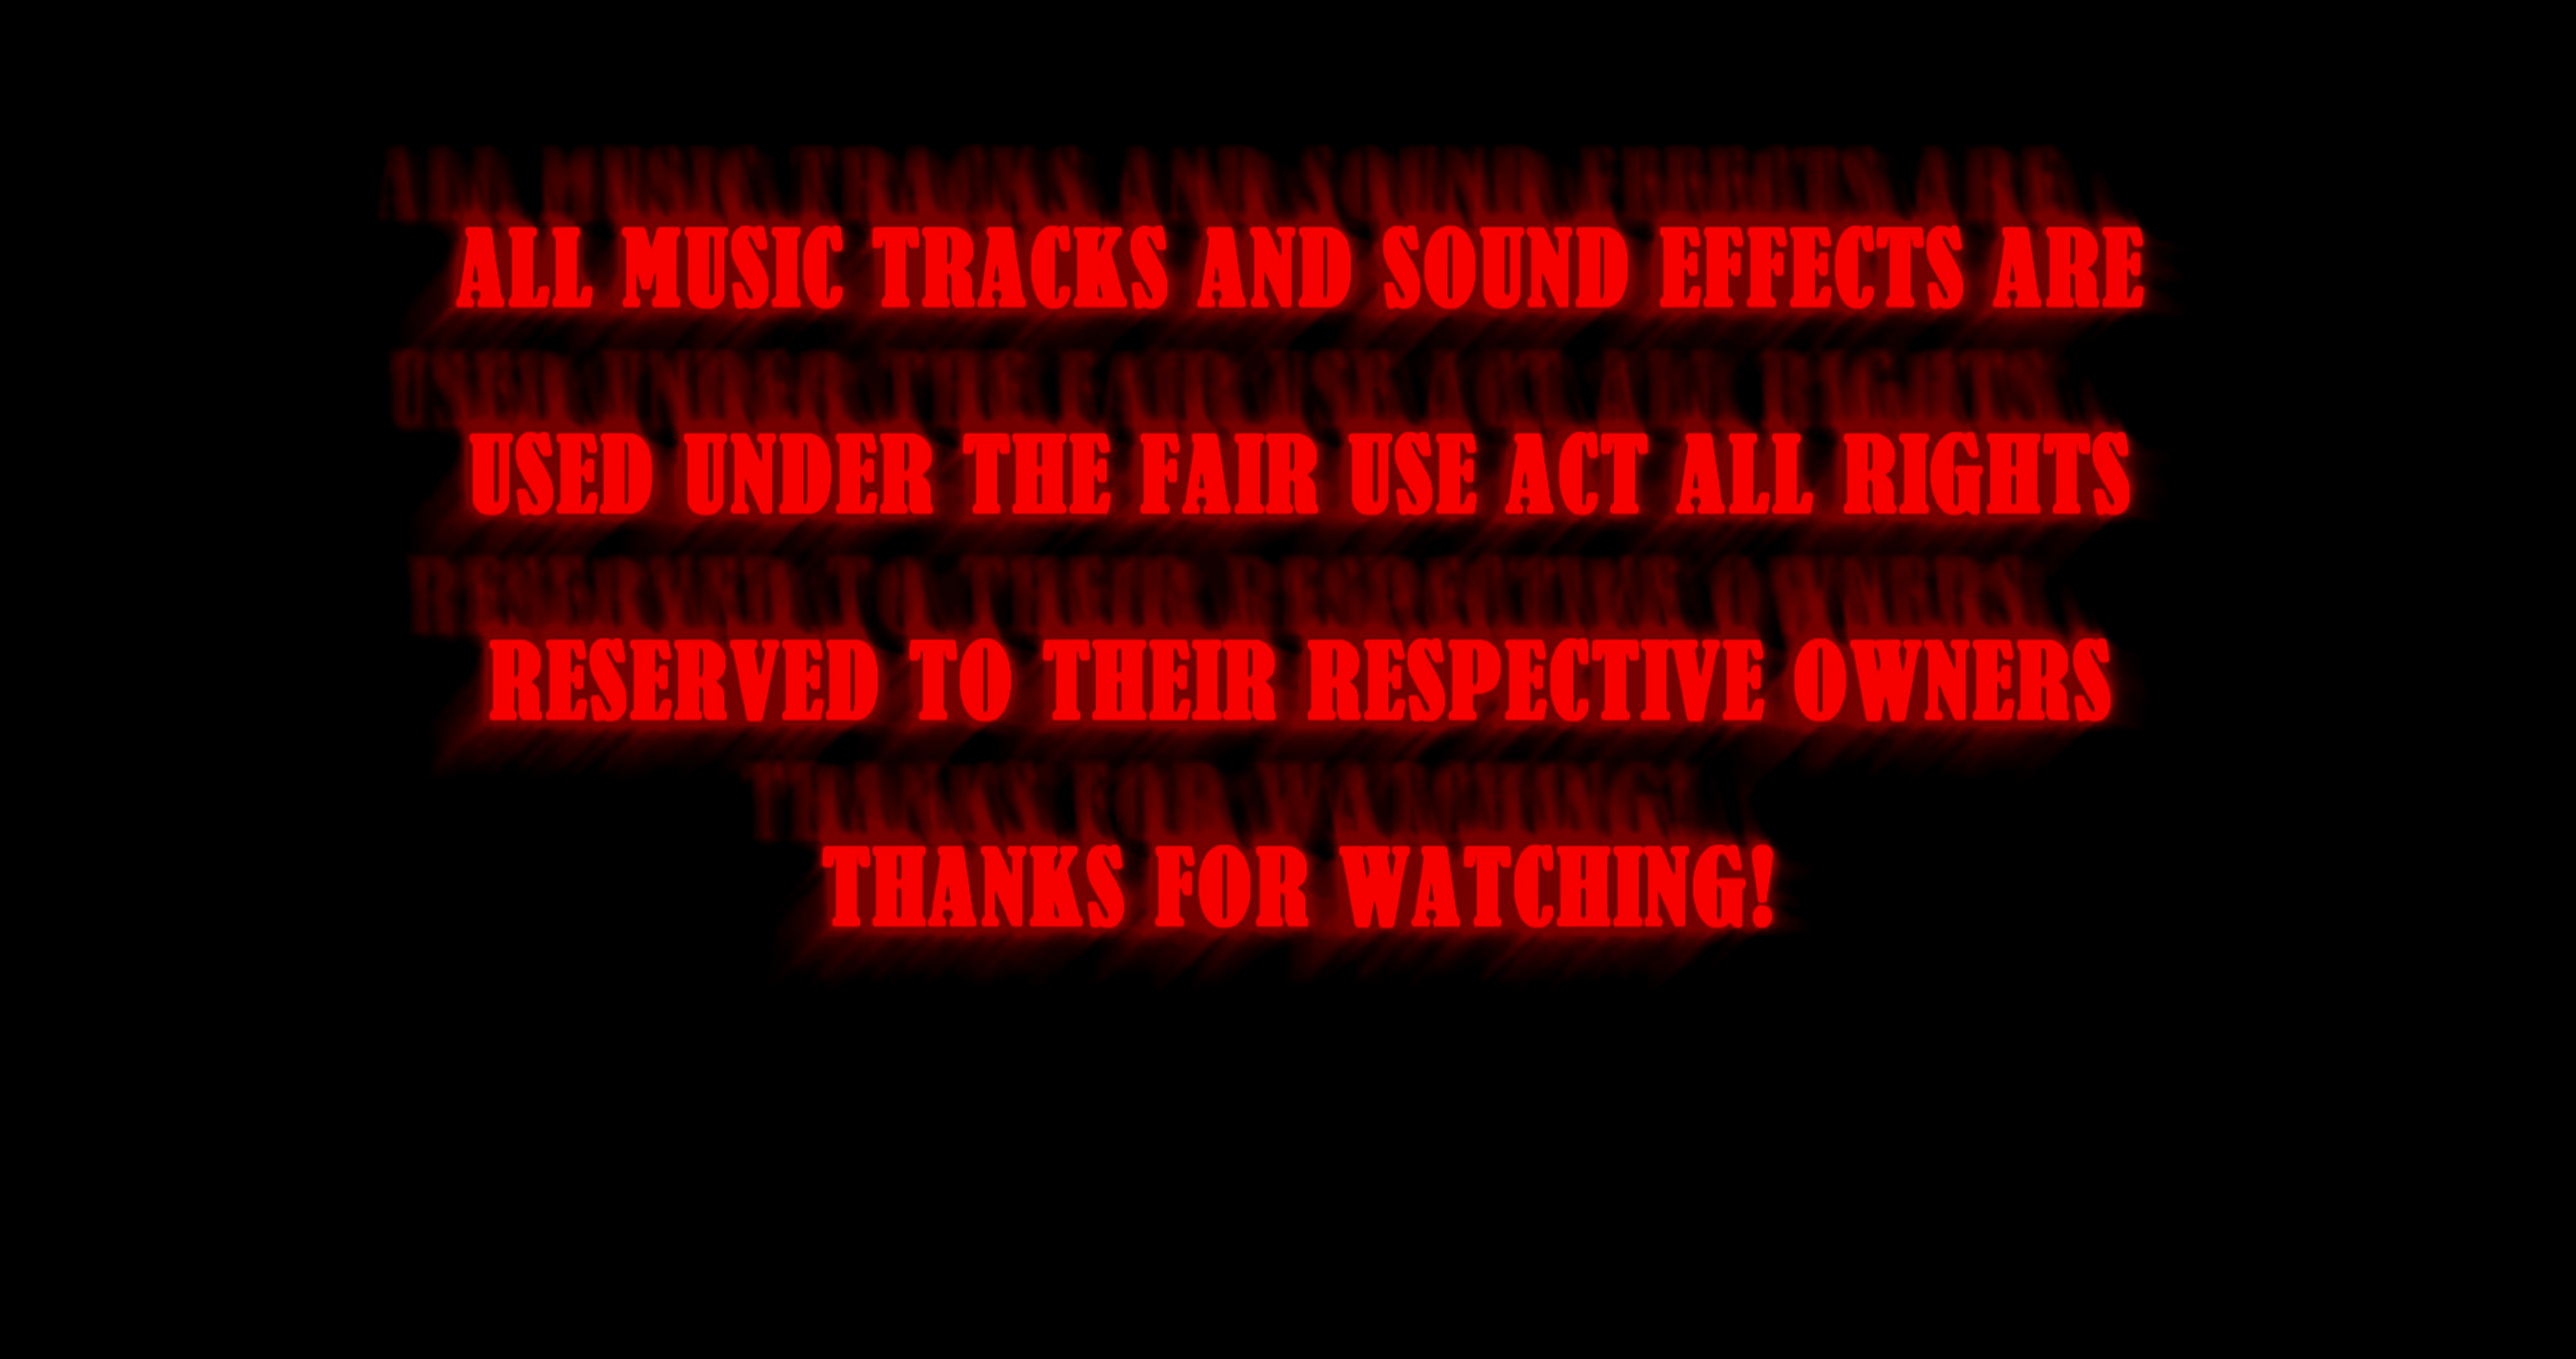 ALL MUSIC TRACKS AND SOUND EFFECTS ARE
USED UNDER THE FAIR USE ACT ALL RIGHTS
RESERVED TO THEIR RESPECTIVE OWNERS
THANKS FOR WATCHING!